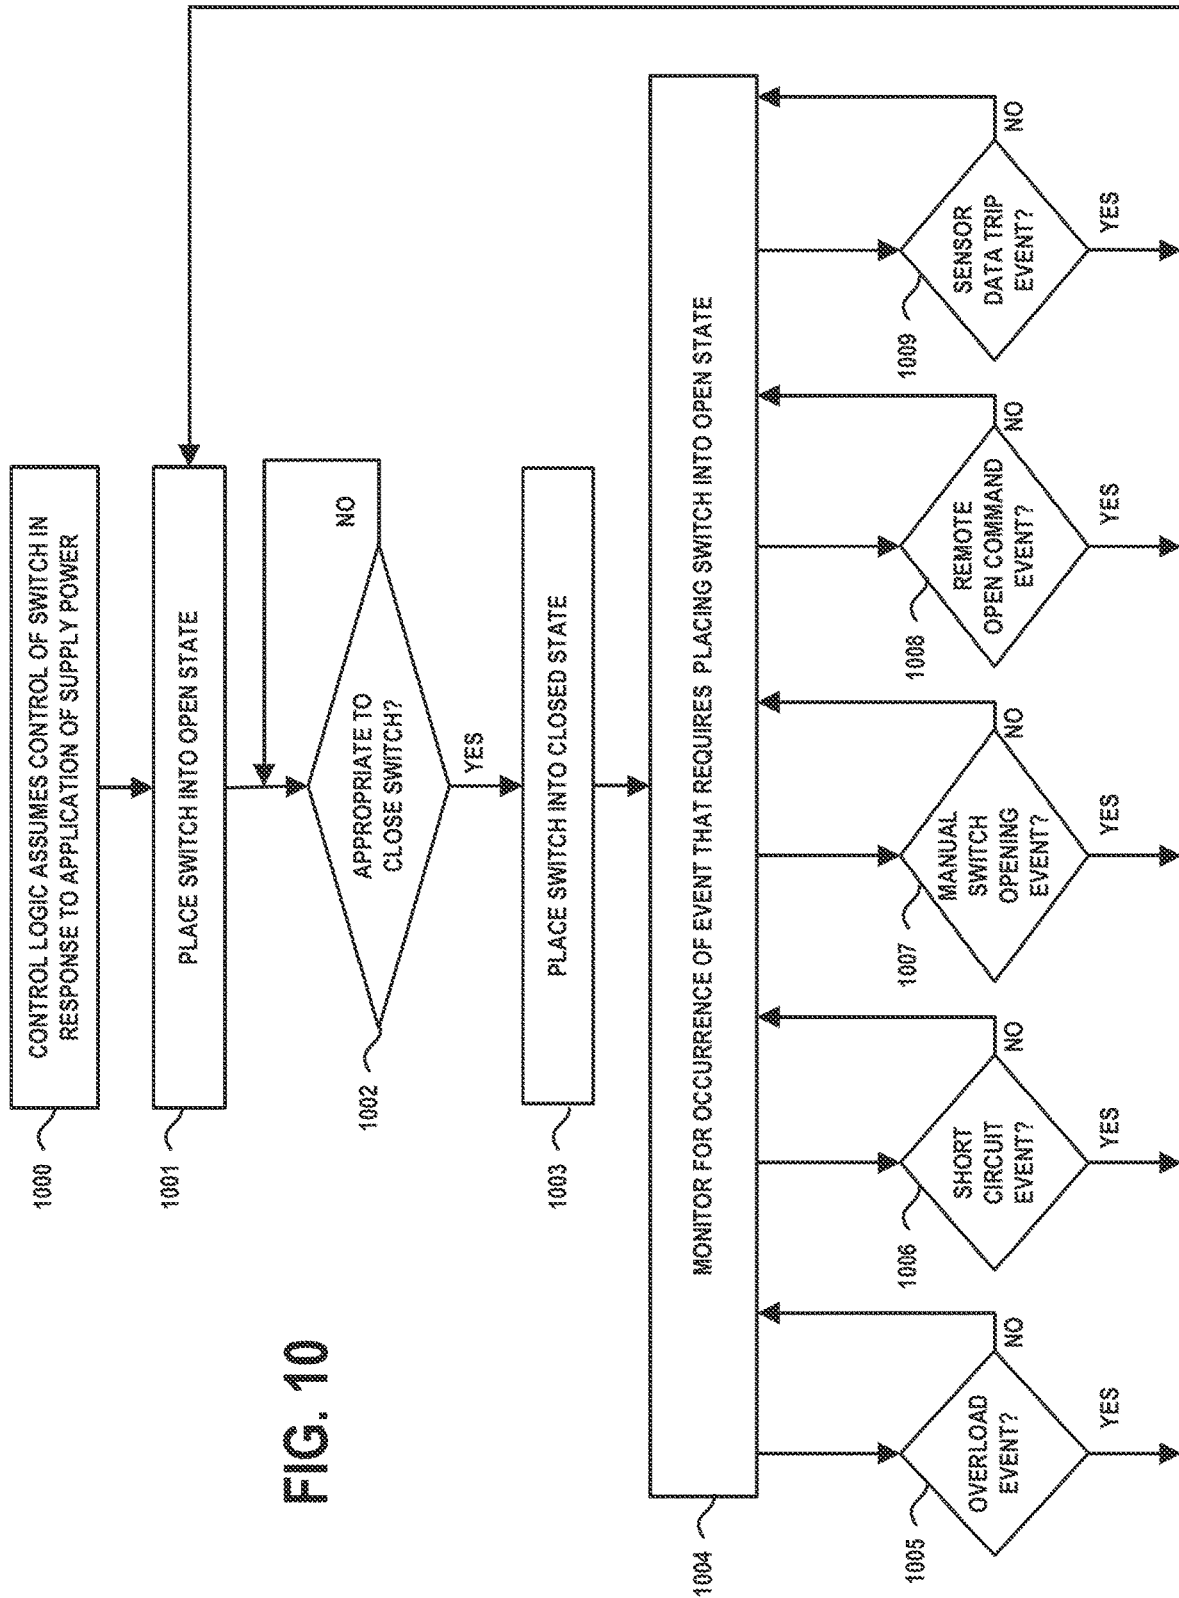 1000
CONTROL LOGIC ASSUMES CONTROL OF SWITCH IN
RESPONSE TO APPLICATION OF SUPPLY POWER
1001
PLACE SWITCH INTO OPEN STATE
1002
APPROPRIATE TO
CLOSE SWITCH?
NO
YES
FIG. 10
1003
PLACE SWITCH INTO CLOSED STATE
1004
MONITOR FOR OCCURRENCE OF EVENT THAT REQUIRES PLACING SWITCH INTO OPEN STATE
1005
OVERLOAD
EVENT?
NO
YES
1006
SHORT
CIRCUIT
EVENT?
NO
YES
1007
MANUAL
SWITCH
OPENING
EVENT?
NO
YES
1008
REMOTE
OPEN COMMAND
EVENT?
NO
YES
1009
SENSOR
DATA TRIP
EVENT?
NO
YES